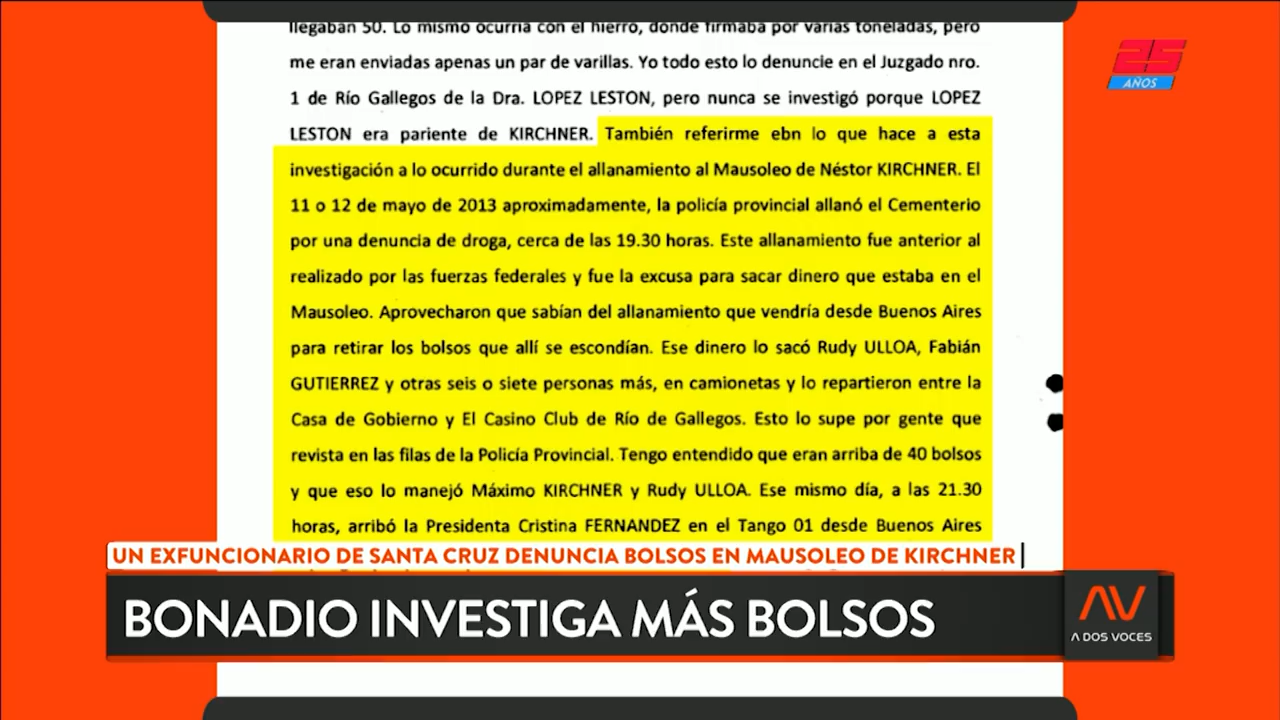 llegaban 50. Lo mismo ocurría con el hierro, donde firmaba por varias toneladas, pero
me eran enviadas apenas un par de varillas. Yo todo esto lo denuncie en el Juzgado nro.
1 de Río Gallegos de la Dra. LOPEZ LESTON, pero nunca se investigó porque LOPEZ
LESTON era pariente de KIRCHNER. También referirme ebn lo que hace a esta
investigación a lo ocurrido durante el allanamiento al Mausoleo de Néstor KIRCHNER. El
11 o 12 de mayo de 2013 aproximadamente, la policía provincial allanó el Cementerio
por una denuncia de droga, cerca de las 19.30 horas. Este allanamiento fue anterior al
realizado por las fuerzas federales y fue la excusa para sacar dinero que estaba en el
Mausoleo. Aprovecharon que sabían del allanamiento que vendría desde Buenos Aires
para retirar los bolsos que allí se escondían. Ese dinero lo sacó Rudy ULLOA, Fabián
GUTIERREZ y otras seis o siete personas más, en camionetas y lo repartieron entre la
Casa de Gobierno y El Casino Club de Río de Gallegos. Esto lo supe por gente que
revista en las filas de la Policía Provincial. Tengo entendido que eran arriba de 40 bolsos
y que eso lo manejó Máximo KIRCHNER y Rudy ULLOA. Ese mismo día, a las 21.30
horas, arribó la Presidenta Cristina FERNANDEZ en el Tango 01 desde Buenos Aires
25
AÑOS
UN EXFUNCIONARIO DE SANTA CRUZ DENUNCIA BOLSOS EN MAUSOLEO DE KIRCHNER
BONADIO INVESTIGA MÁS BOLSOS
AV
A DOS VOCES